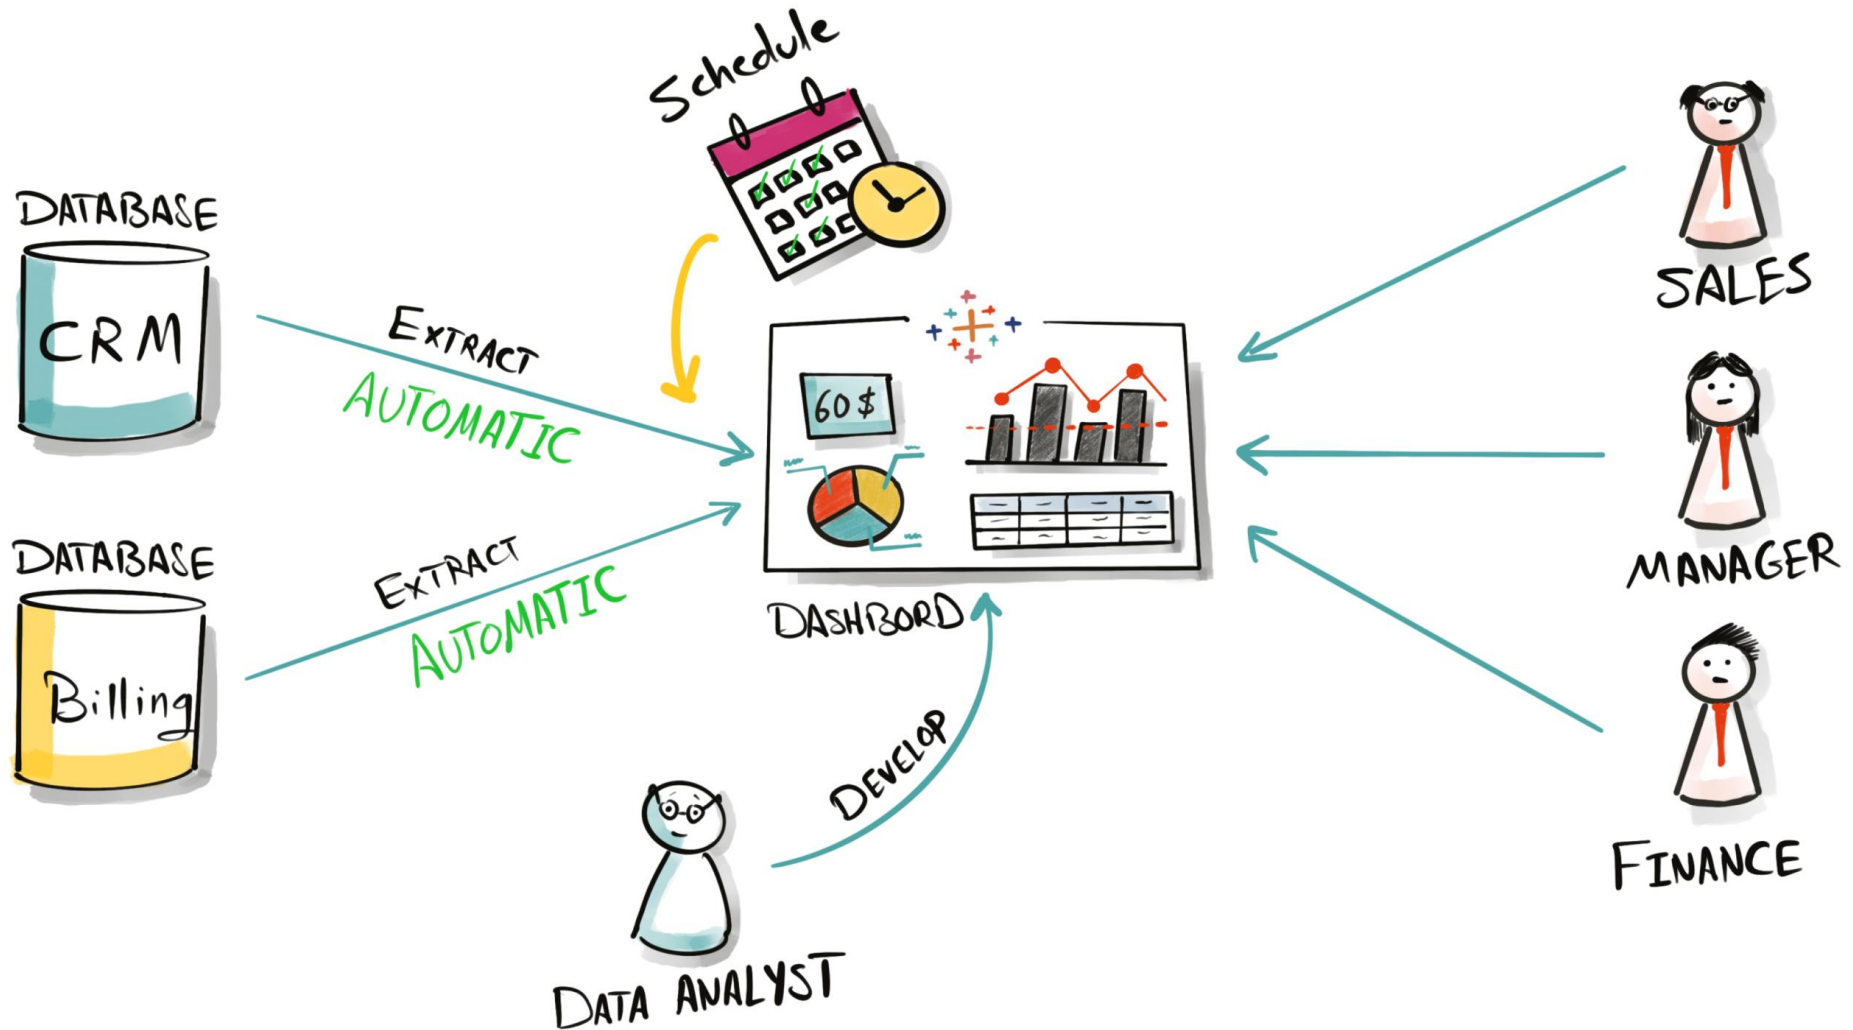 Schedule
DATABASE
CRM
EXTRACT
AUTOMATIC
DATABASE
Billing
EXTRACT
AUTOMATIC
60$
DASHBORD
DEVELOP
DATA ANALYST
SALES
MANAGER
FINANCE